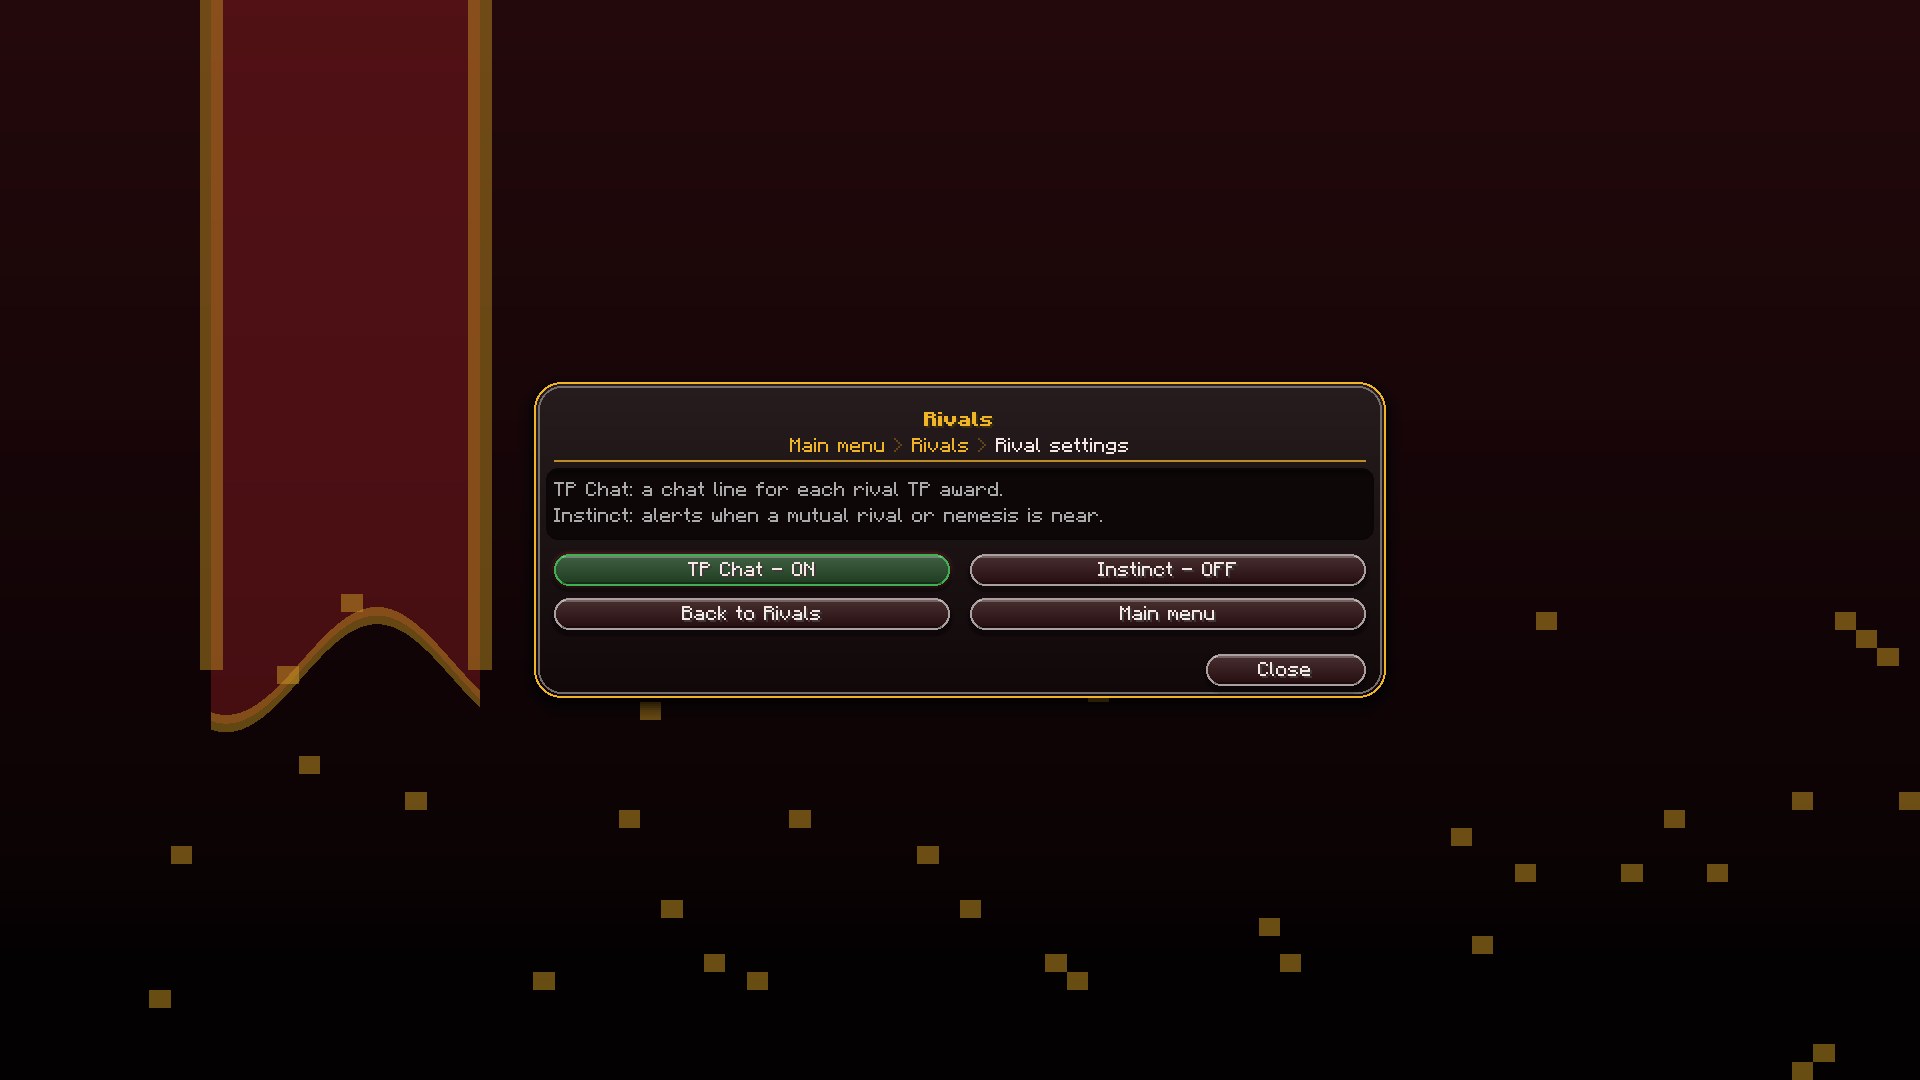 Rivals
Main menu > Rivals > Rival settings
TP Chat: a chat line for each rival TP award.
Instinct: alerts when a mutual rival or nemesis is near.
TP Chat - ON
Instinct - OFF
Back to Rivals
Main menu
Close